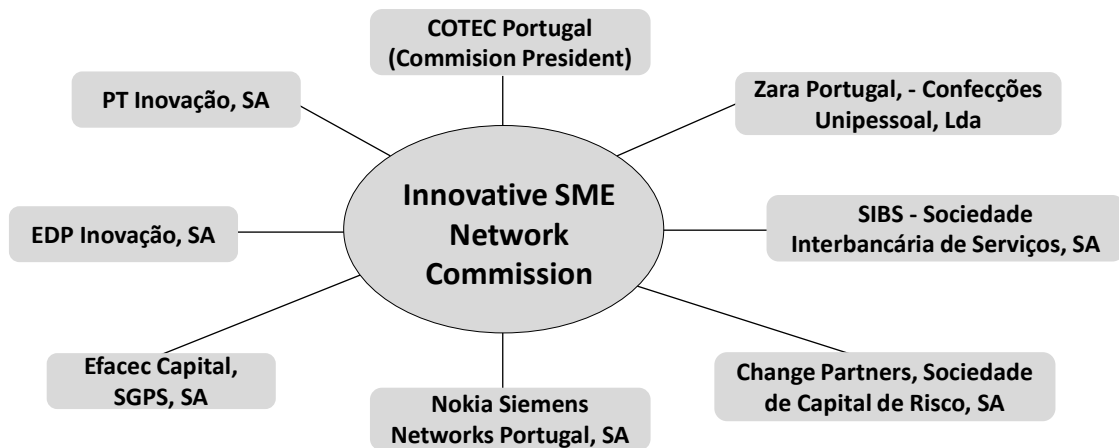 COTEC Portugal
(Commision President)
PT Inovação, SA
Zara Portugal, - Confecções
Unipessoal, Lda
Innovative SME
Network
Commission
EDP Inovação, SA
SIBS - Sociedade
Interbancária de Serviços, SA
Efacec Capital,
SGPS, SA
Nokia Siemens
Networks Portugal, SA
Change Partners, Sociedade
de Capital de Risco, SA